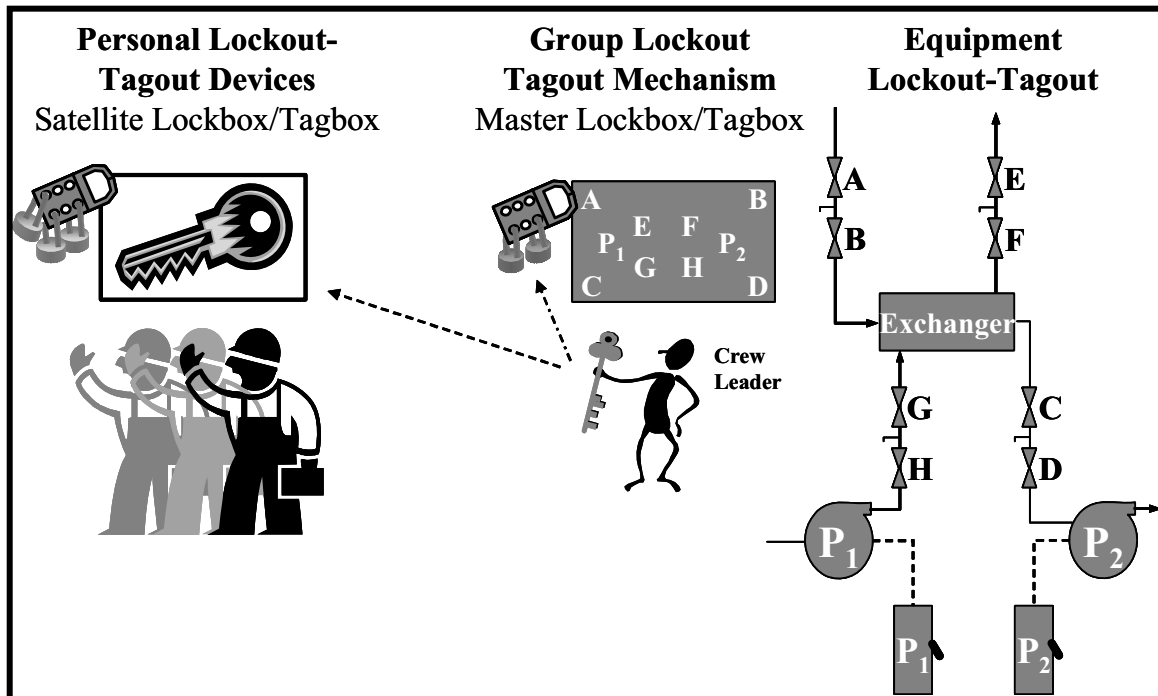 Personal Lockout-
Tagout Devices
Satellite Lockbox/Tagbox
Group Lockout
Tagout Mechanism
Master Lockbox/Tagbox
A
B
E
F
P1
P2
G
H
C
D
Crew
Leader
Equipment
Lockout-Tagout
A
E
B
F
Exchanger
G
C
H
D
P1
P2
P1
P2